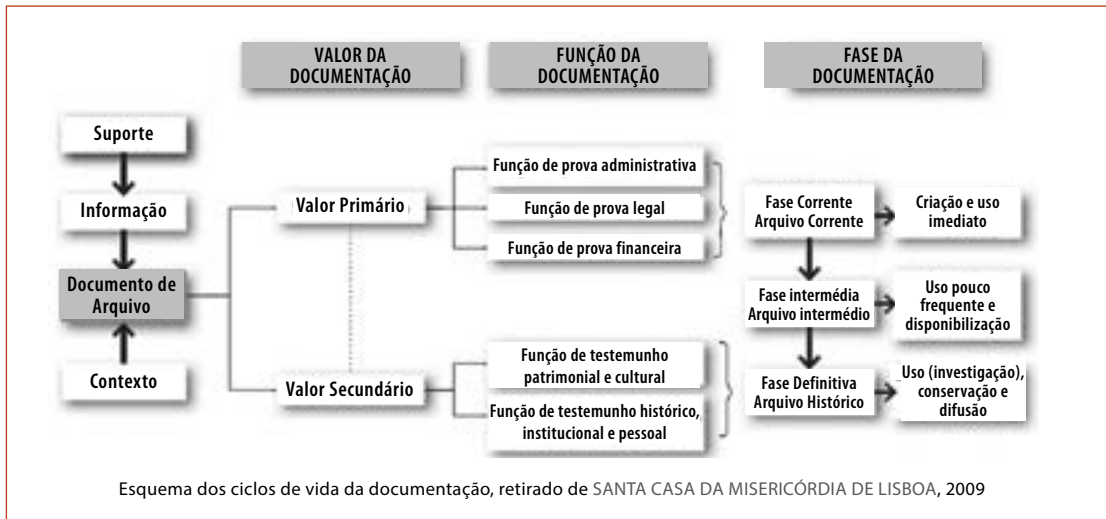 VALOR DA
DOCUMENTAÇÃO
FUNÇÃO DA
DOCUMENTAÇÃO
FASE DA
DOCUMENTAÇÃO
Suporte
Informação
Documento de
Arquivo
Contexto
Valor Primário
Valor Secundário
Função de prova administrativa
Função de prova legal
Função de prova financeira
Função de testemunho
patrimonial e cultural
Função de testemunho histórico,
institucional e pessoal
Fase Corrente
Arquivo Corrente
Criação e uso
imediato
Fase intermédia
Arquivo intermédio
Uso pouco
frequente e
disponibilização
Fase Definitiva
Arquivo Histórico
Uso (investigação),
conservação e
difusão
Esquema dos ciclos de vida da documentação, retirado de SANTA CASA DA MISERICÓRDIA DE LISBOA, 2009